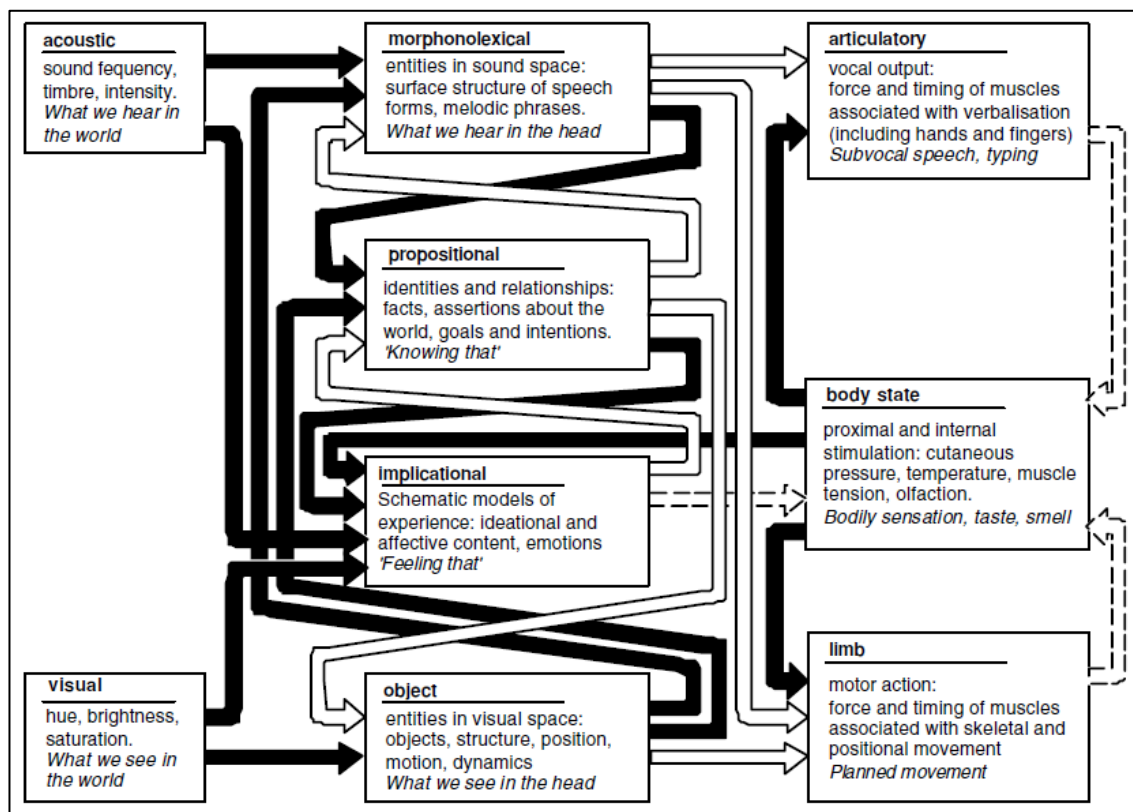 acoustic
sound fequency,
timbre, intensity.
What we hear in
the world
morphonolexical
entities in sound space:
surface structure of speech
forms, melodic phrases.
What we hear in the head
articulatory
vocal output:
force and timing of muscles
associated with verbalisation
(including hands and fingers)
Subvocal speech, typing
propositional
identities and relationships:
facts, assertions about the
world, goals and intentions.
'Knowing that'
body state
proximal and internal
stimulation: cutaneous
pressure, temperature, muscle
tension, olfaction.
Bodily sensation, taste, smell
implicational
Schematic models of
experience: ideational and
affective content, emotions
'Feeling that'
visual
hue, brightness,
saturation.
What we see in
the world
object
entities in visual space:
objects, structure, position,
motion, dynamics
What we see in the head
limb
motor action:
force and timing of muscles
associated with skeletal and
positional movement
Planned movement